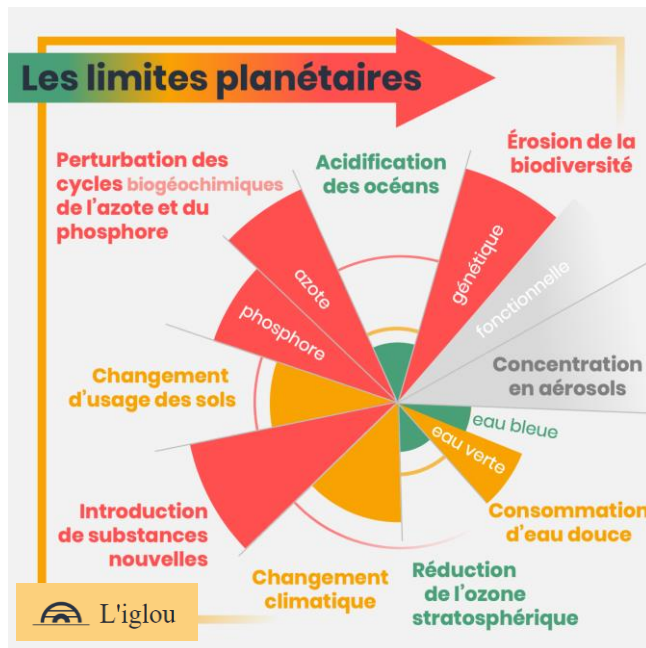 Les limites planétaires
Perturbation des
cycles biogéochimiques
de l'azote et du
phosphore
Acidification
des océans
Érosion de la
biodiversité
azote
phosphore
génétique
fonctionnelle
Changement
d'usage des sols
Concentration
en aérosols
eau bleue
eau verte
Consommation
d'eau douce
Introduction
de substances
nouvelles
Changement
climatique
Réduction
de l'ozone
stratosphérique
L'iglou